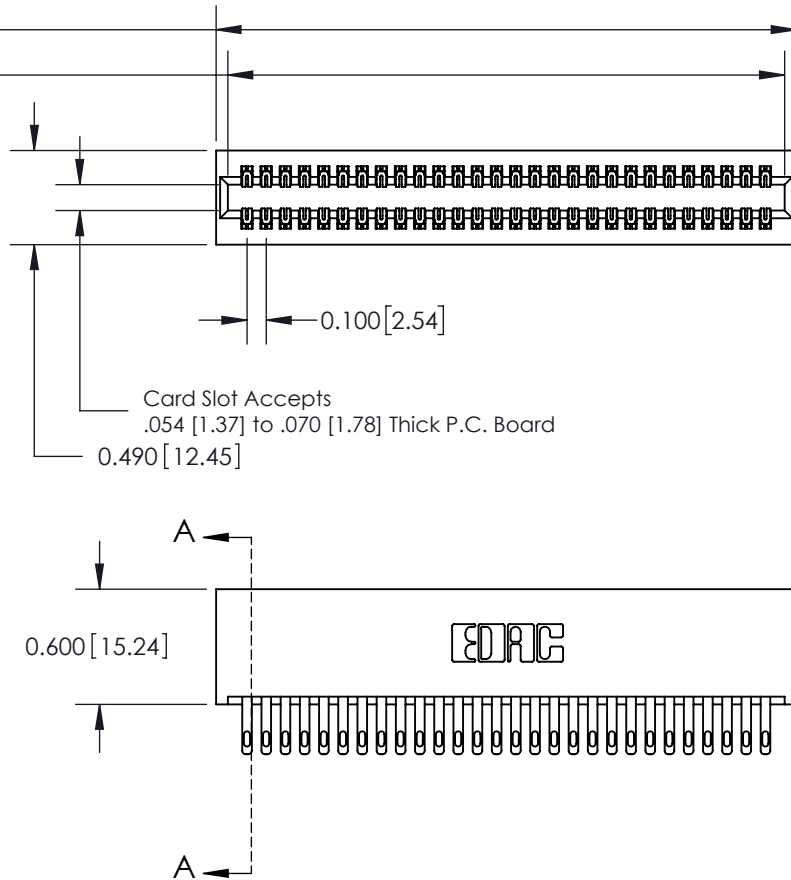 0.100[2.54]
Card Slot Accepts
.054 [1.37] to .070 [1.78] Thick P.C. Board
0.490[12.45]
A
0.600[15.24]
EDAC
A